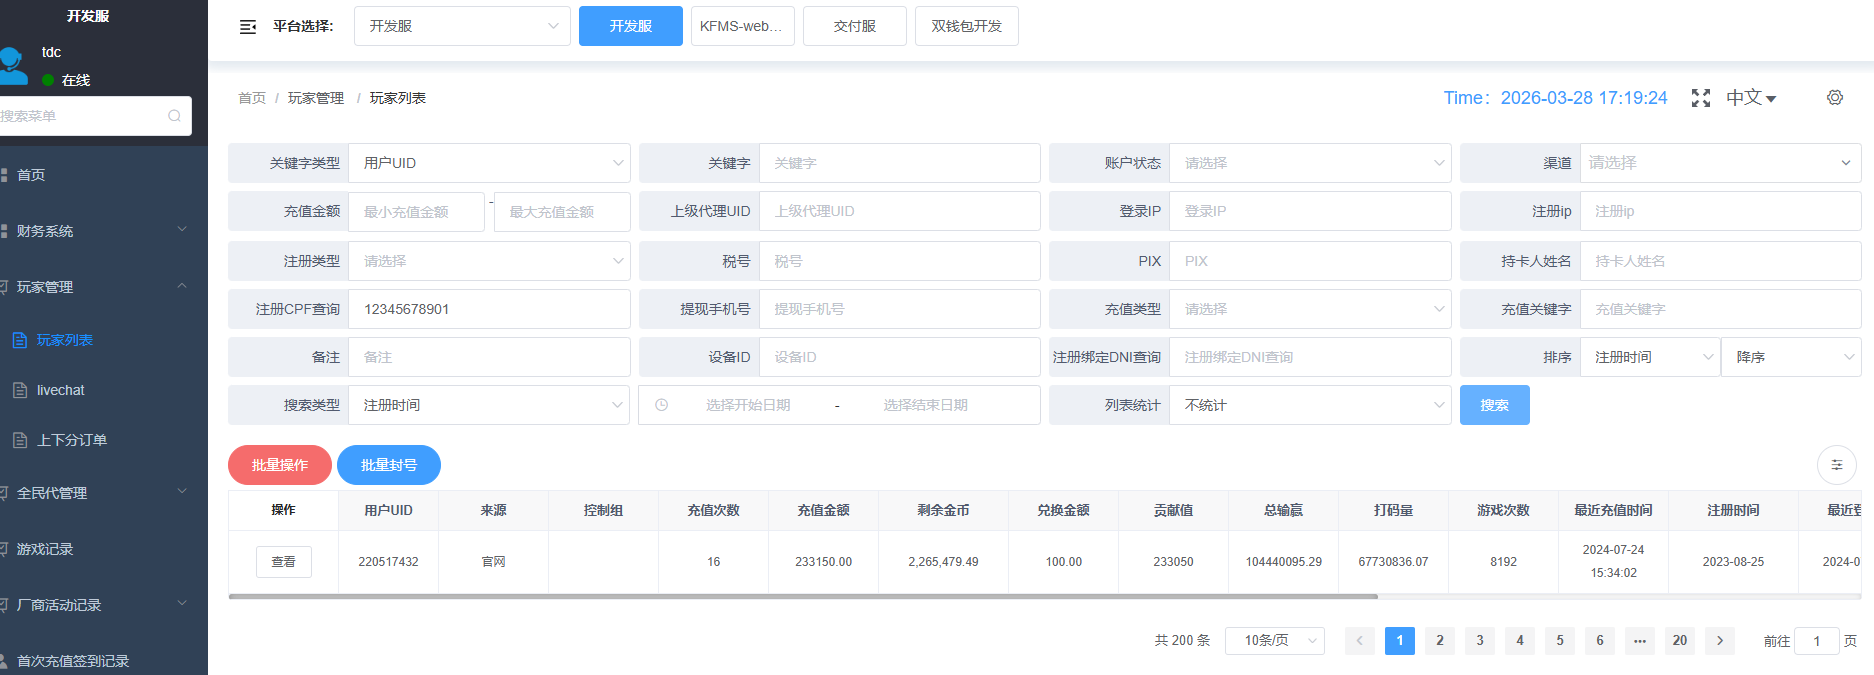 开发服
tdc
在线
搜索菜单
首页
财务系统
玩家管理
玩家列表
livechat
上下分订单
全民代管理
游戏记录
厂商活动记录
首次充值签到记录
平台选择: 开发服 开发服 KFMS-web... 交付服 双钱包开发
首页 / 玩家管理 / 玩家列表 Time: 2026-03-28 17:19:24 中文
关键字类型 用户UID 关键字 关键字 账户状态 请选择 渠道 请选择
充值金额 最小充值金额 - 最大充值金额 上级代理UID 上级代理UID 登录IP 登录IP 注册ip 注册ip
注册类型 请选择 税号 税号 PIX PIX 持卡人姓名 持卡人姓名
注册CPF查询 12345678901 提现手机号 提现手机号 充值类型 请选择 充值关键字 充值关键字
备注 备注 设备ID 设备ID 注册绑定DNI查询 注册绑定DNI查询 排序 注册时间 降序
搜索类型 注册时间 选择开始日期 - 选择结束日期 列表统计 不统计 搜索
批量操作 批量封号
操作 用户UID 来源 控制组 充值次数 充值金额 剩余金币 兑换金额 贡献值 总输赢 打码量 游戏次数 最近充值时间 注册时间 最近登
查看 220517432 官网 16 233150.00 2,265,479.49 100.00 233050 104440095.29 67730836.07 8192 2024-07-24 15:34:02 2023-08-25 2024-0
共 200 条 10条/页 1 2 3 4 5 6 ••• 20 前往 1 页